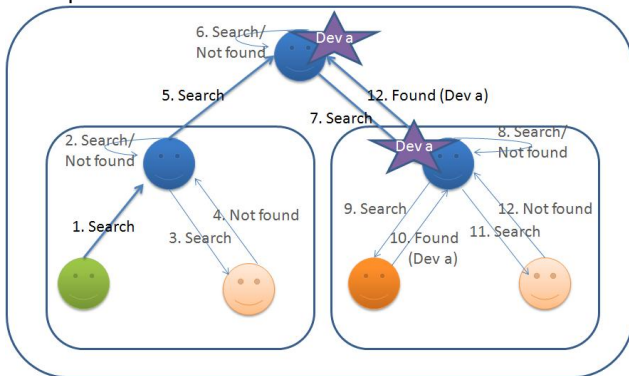 6. Search/
Not found
Dev a
5. Search
12. Found (Dev a)
7. Search
2. Search/
Not found
Dev a
8. Search/
Not found
1. Search
4. Not found
3. Search
9. Search
10. Found
(Dev a)
12. Not found
11. Search